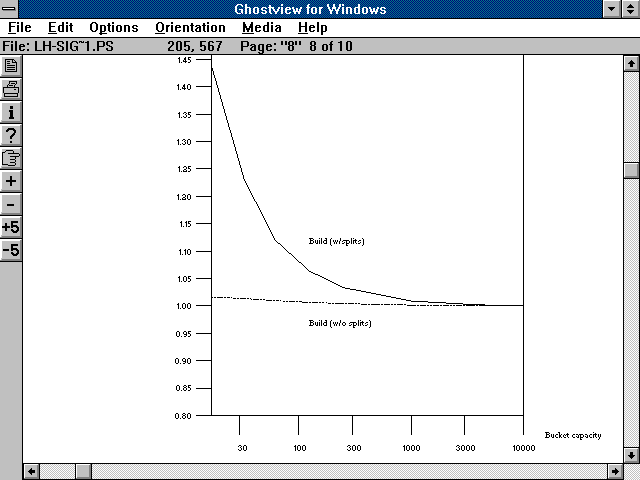 Ghostview for Windows
File Edit Options Orientation Media Help
File: LH-SIG~1.PS 205, 567 Page: "8" 8 of 10
i
?
+
-
+5
-5
1.45
1.40
1.35
1.30
1.25
1.20
1.15
1.10
1.05
1.00
0.95
0.90
0.85
0.80
Build (w/splits)
Build (w/o splits)
30 100 300 1000 3000 10000
Bucket capacity